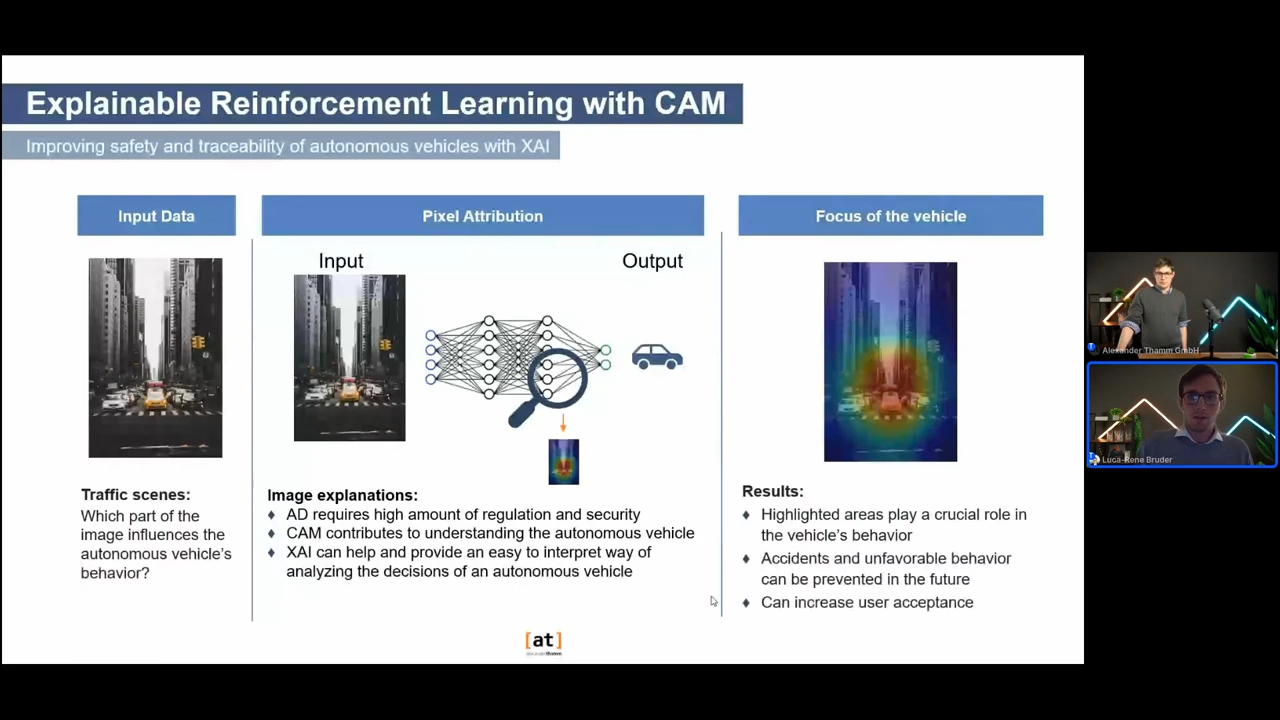 Explainable Reinforcement Learning with CAM
Improving safety and traceability of autonomous vehicles with XAI
Input Data
Traffic scenes:
Which part of the
image influences the
autonomous vehicle's
behavior?
Pixel Attribution
Input
Output
Image explanations:
♦ AD requires high amount of regulation and security
♦ CAM contributes to understanding the autonomous vehicle
♦ XAI can help and provide an easy to interpret way of
analyzing the decisions of an autonomous vehicle
Focus of the vehicle
Results:
♦ Highlighted areas play a crucial role in
the vehicle's behavior
♦ Accidents and unfavorable behavior
can be prevented in the future
♦ Can increase user acceptance
[at]
alexanderthamm
Alexander Thamm GmbH
Luca-Rene Bruder